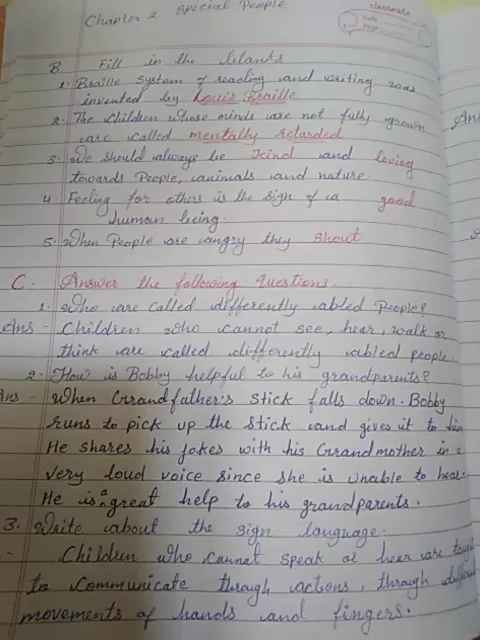 Chapter 2 Special People
classmate
Date
Page
B Fill in the blanks
1. Braille System of reading and writing was
invented by Louis Braille
2. The children whose minds are not fully grown
are called mentally retarded
3. We should always be Kind and loving
towards People, animals and nature.
4. Feeling for others is the sign of a good
human being.
5. When People are angry they shout
C. Answer the following Questions.
1. Who are called differently abled People?
Ans - Children who cannot see, hear, walk or
think are called differently abled people.
2. How is Bobby helpful to his grandparents?
Ans - When Grandfather's stick falls down. Bobby
runs to pick up the stick and gives it to him
He shares his jokes with his Grandmother in a
very loud voice since she is unable to hear.
He is a great help to his grandparents.
3. Write about the sign language.
- Children who cannot speak or hear are
to communicate through actions, through
movements of hands and fingers.
Ans